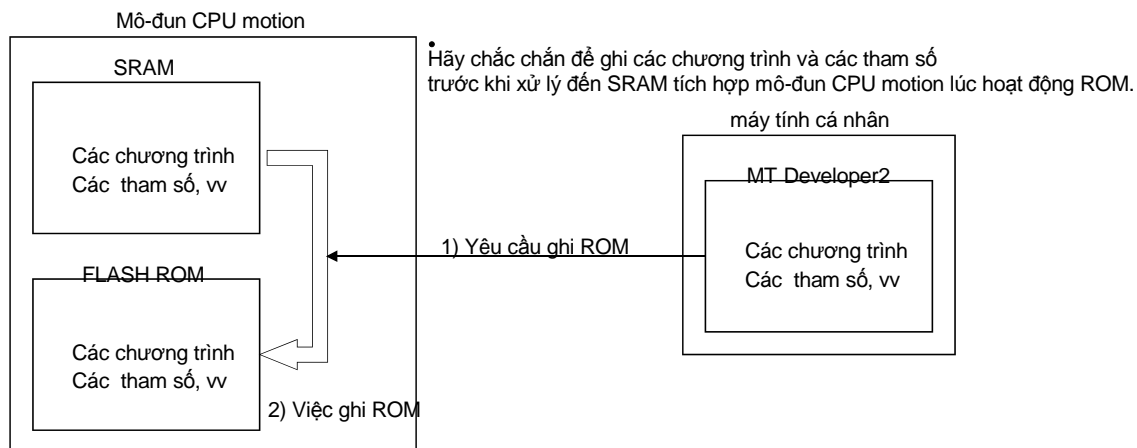 Mô-đun CPU motion
SRAM
Các chương trình
Các tham số, vv
FLASH ROM
Các chương trình
Các tham số, vv
2) Việc ghi ROM
1) Yêu cầu ghi ROM
• Hãy chắc chắn để ghi các chương trình và các tham số
trước khi xử lý đến SRAM tích hợp mô-đun CPU motion lúc hoạt động ROM.
máy tính cá nhân
MT Developer2
Các chương trình
Các tham số, vv